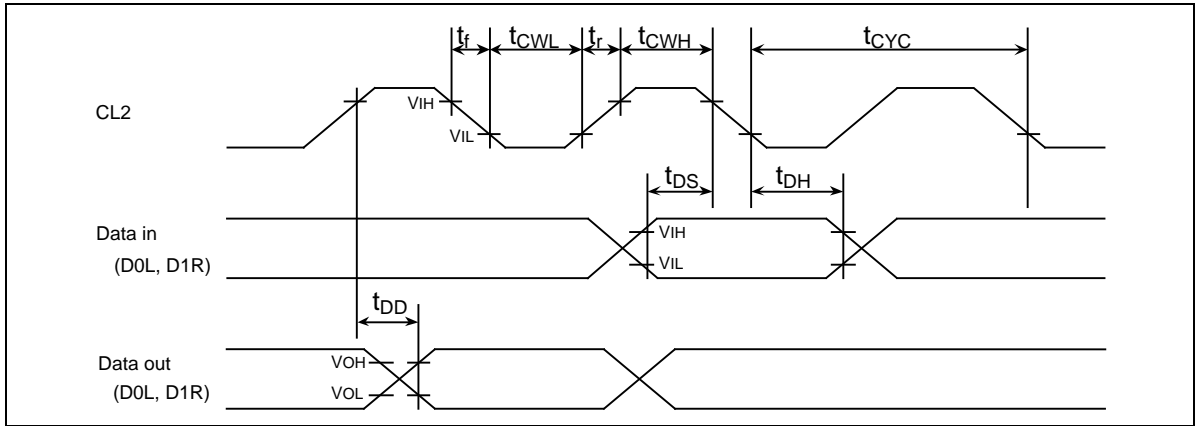 tf tCWL tr tCWH tCYC
CL2
VIH
VIL
tDS tDH
Data in
(D0L, D1R)
VIH
VIL
tDD
Data out
(D0L, D1R)
VOH
VOL